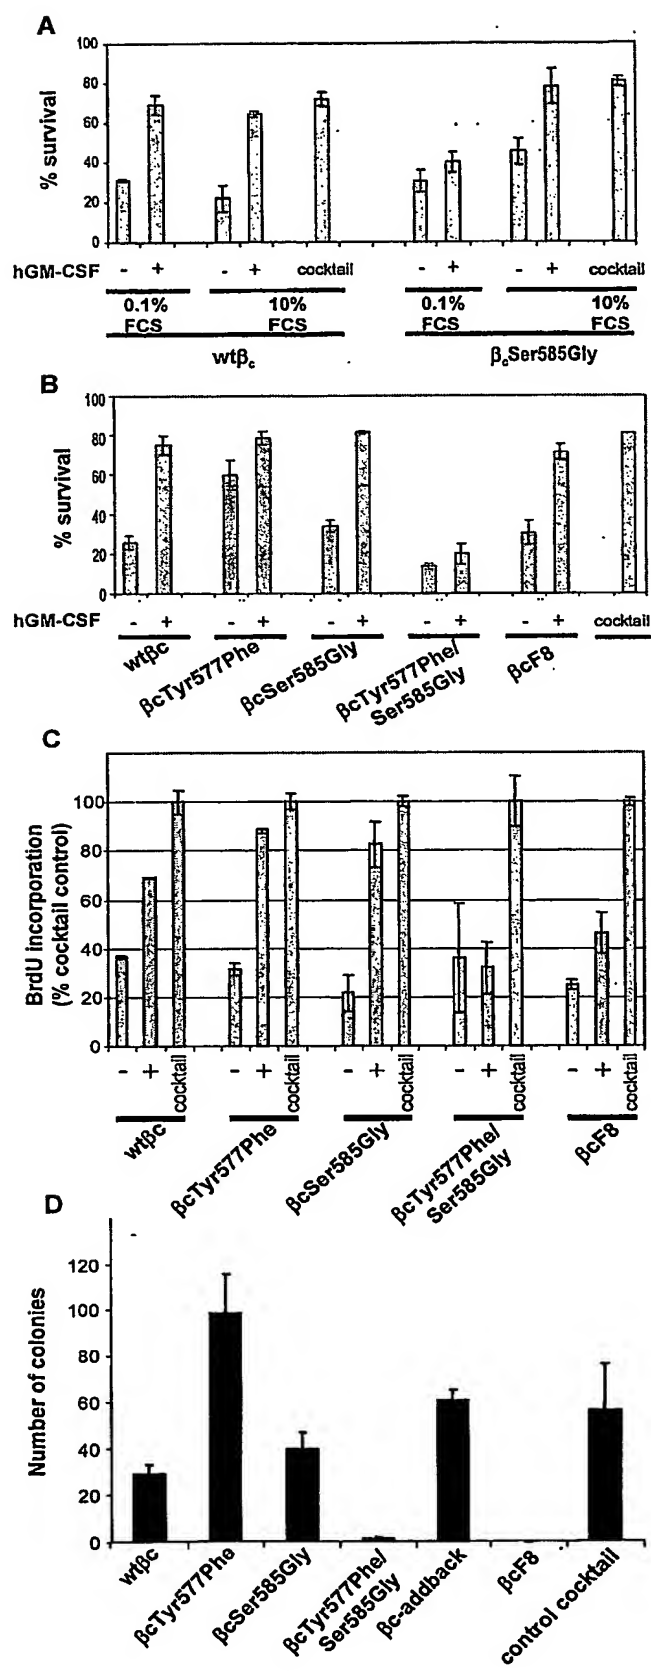 A
% survival
100
80
60
40
20
0
hGM-CSF - + - + cocktail - + - + cocktail
0.1% FCS 10% FCS 0.1% FCS 10% FCS
wtβc βcSer585Gly
B
% survival
100
80
60
40
20
0
hGM-CSF - + - + - + - + - + cocktail
wtβc βcTyr577Phe βcSer585Gly βcTyr577Phe/ Ser585Gly βcF8
C
BrdU incorporation
(% cocktail control)
100
80
60
40
20
0
- + cocktail - + cocktail - + cocktail - + cocktail - + cocktail
wtβc βcTyr577Phe βcSer585Gly βcTyr577Phe/ Ser585Gly βcF8
D
Number of colonies
120
100
80
60
40
20
0
wtβc βcTyr577Phe βcSer585Gly βcTyr577Phe/ Ser585Gly βc-addback βcF8 control cocktail